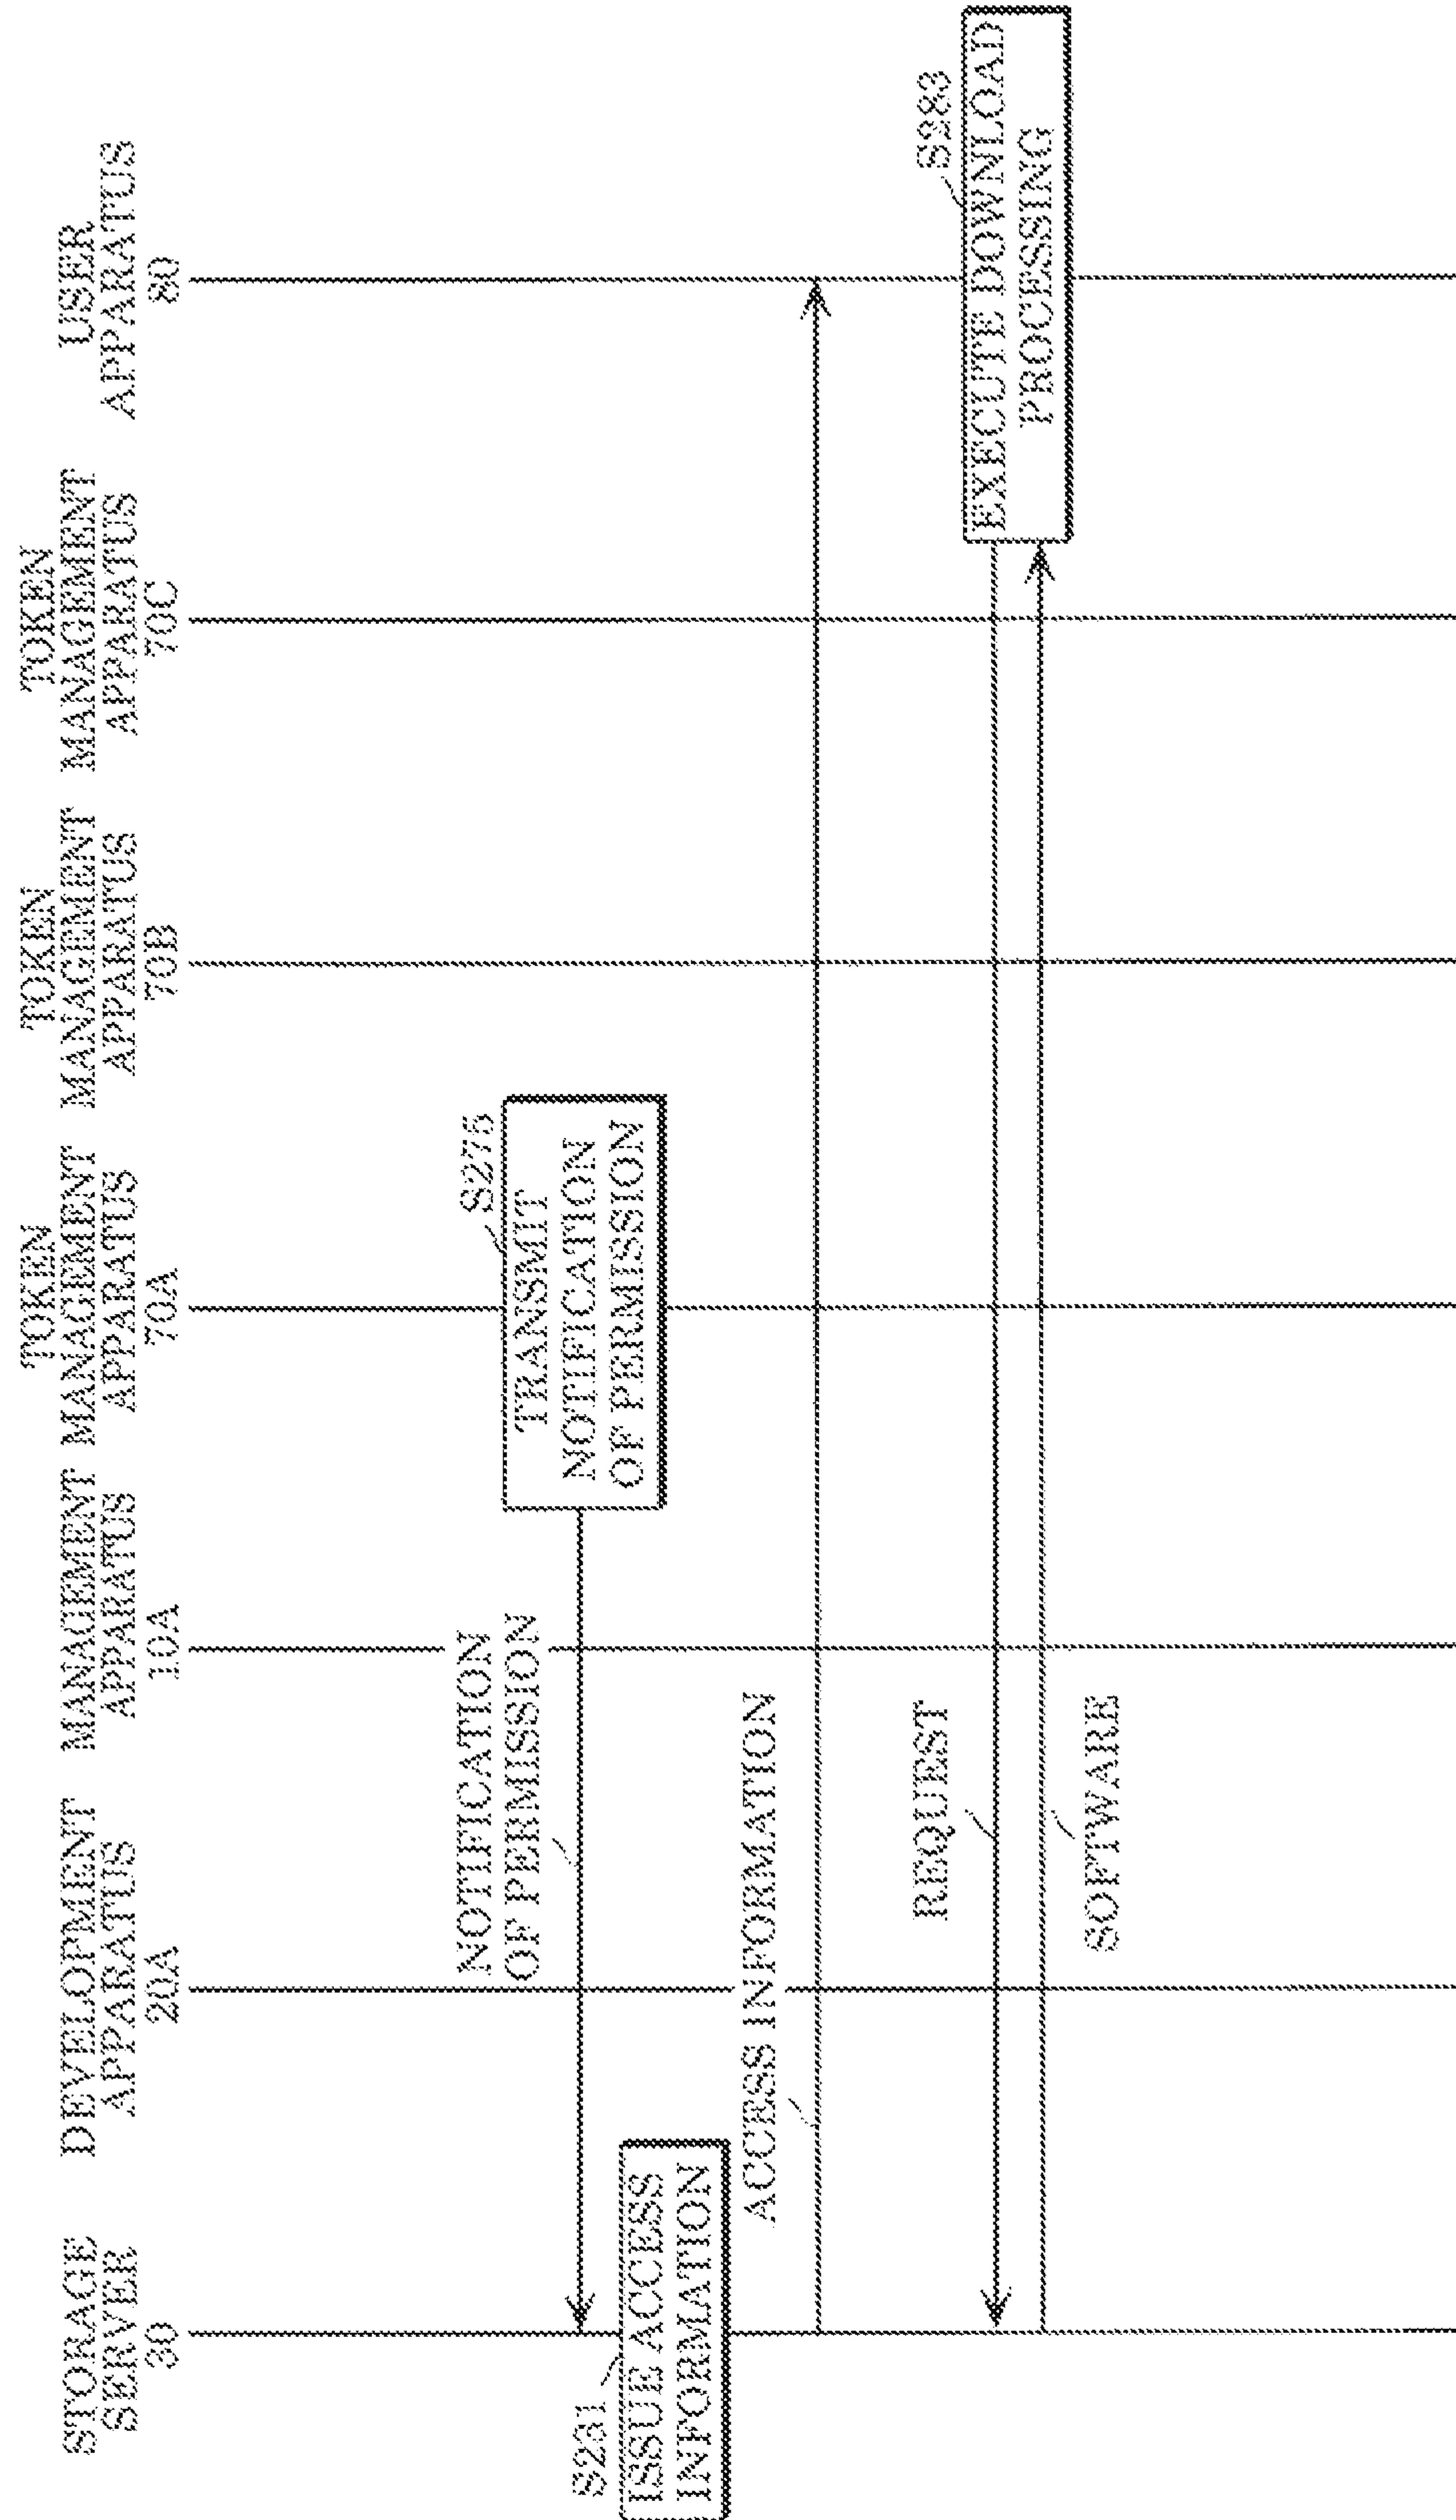 STORAGE
SERVER
30
DEVELOPMENT
APPARATUS
20A
MANAGEMENT
APPARATUS
10A
TOKEN
MANAGEMENT
APPARATUS
70A
TOKEN
MANAGEMENT
APPARATUS
70B
TOKEN
MANAGEMENT
APPARATUS
70C
USER
APPARATUS
80
S275
TRANSMIT
NOTIFICATION
OF PERMISSION
NOTIFICATION
OF PERMISSION
S231
ISSUE ACCESS
INFORMATION
ACCESS INFORMATION
S283
EXECUTE DOWNLOAD
PROCESSING
REQUEST
SOFTWARE